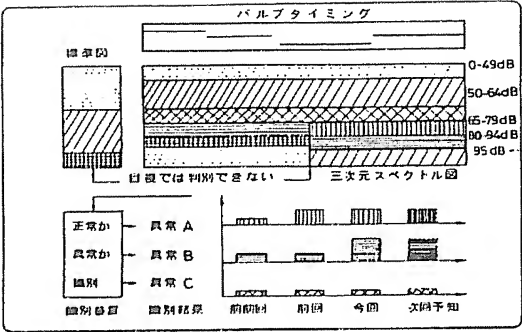 バルブタイミング
標準図
0-49dB
50-64dB
65-79dB
80-94dB
95dB--
目視では判別できない
三次元スペクトル図
正常か
異常か
識別
異常A
異常B
異常C
識別項目
識別結果
前前回
前回
今回
次回予知